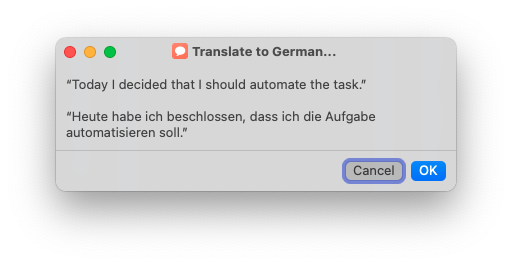 Translate to German...
“Today I decided that I should automate the task.”
“Heute habe ich beschlossen, dass ich die Aufgabe
automatisieren soll.”
Cancel
OK